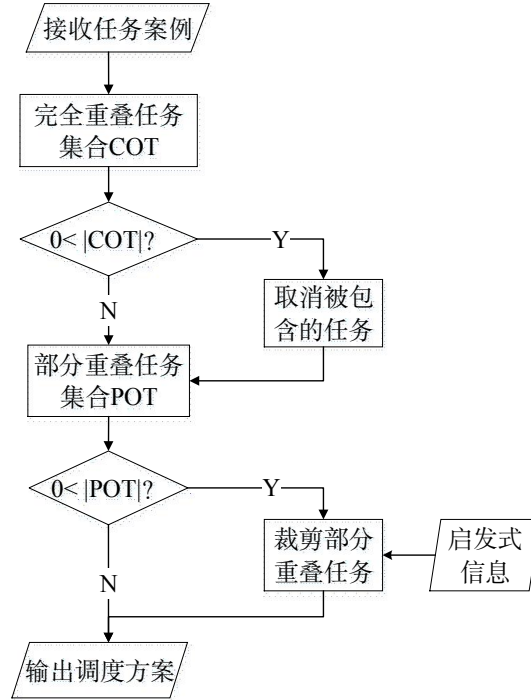 接收任务案例
完全重叠任务
集合COT
0< |COT|?
Y
N
取消被包
含的任务
部分重叠任务
集合POT
0< |POT|?
Y
N
裁剪部分
重叠任务
启发式
信息
输出调度方案